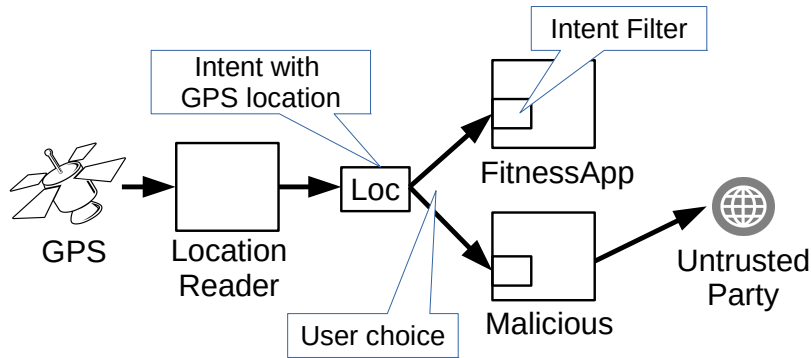 Intent Filter
Intent with
GPS location
Loc
FitnessApp
GPS
Location
Reader
Untrusted
Party
User choice
Malicious